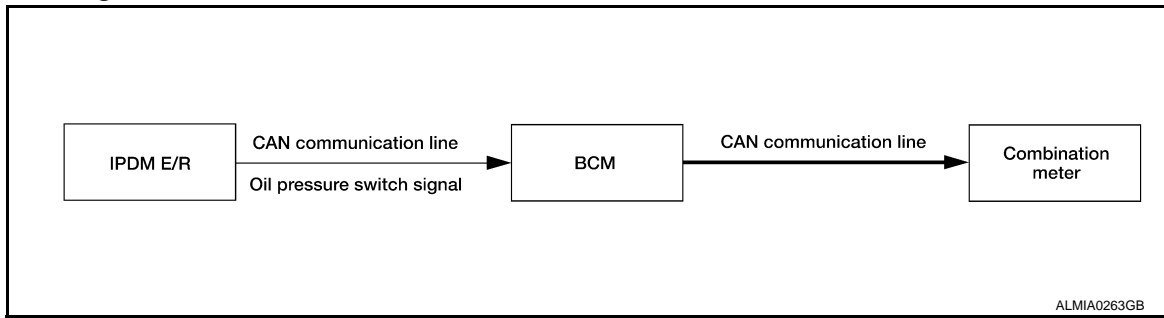 IPDM E/R
CAN communication line
Oil pressure switch signal
BCM
CAN communication line
Combination
meter
ALMIA0263GB